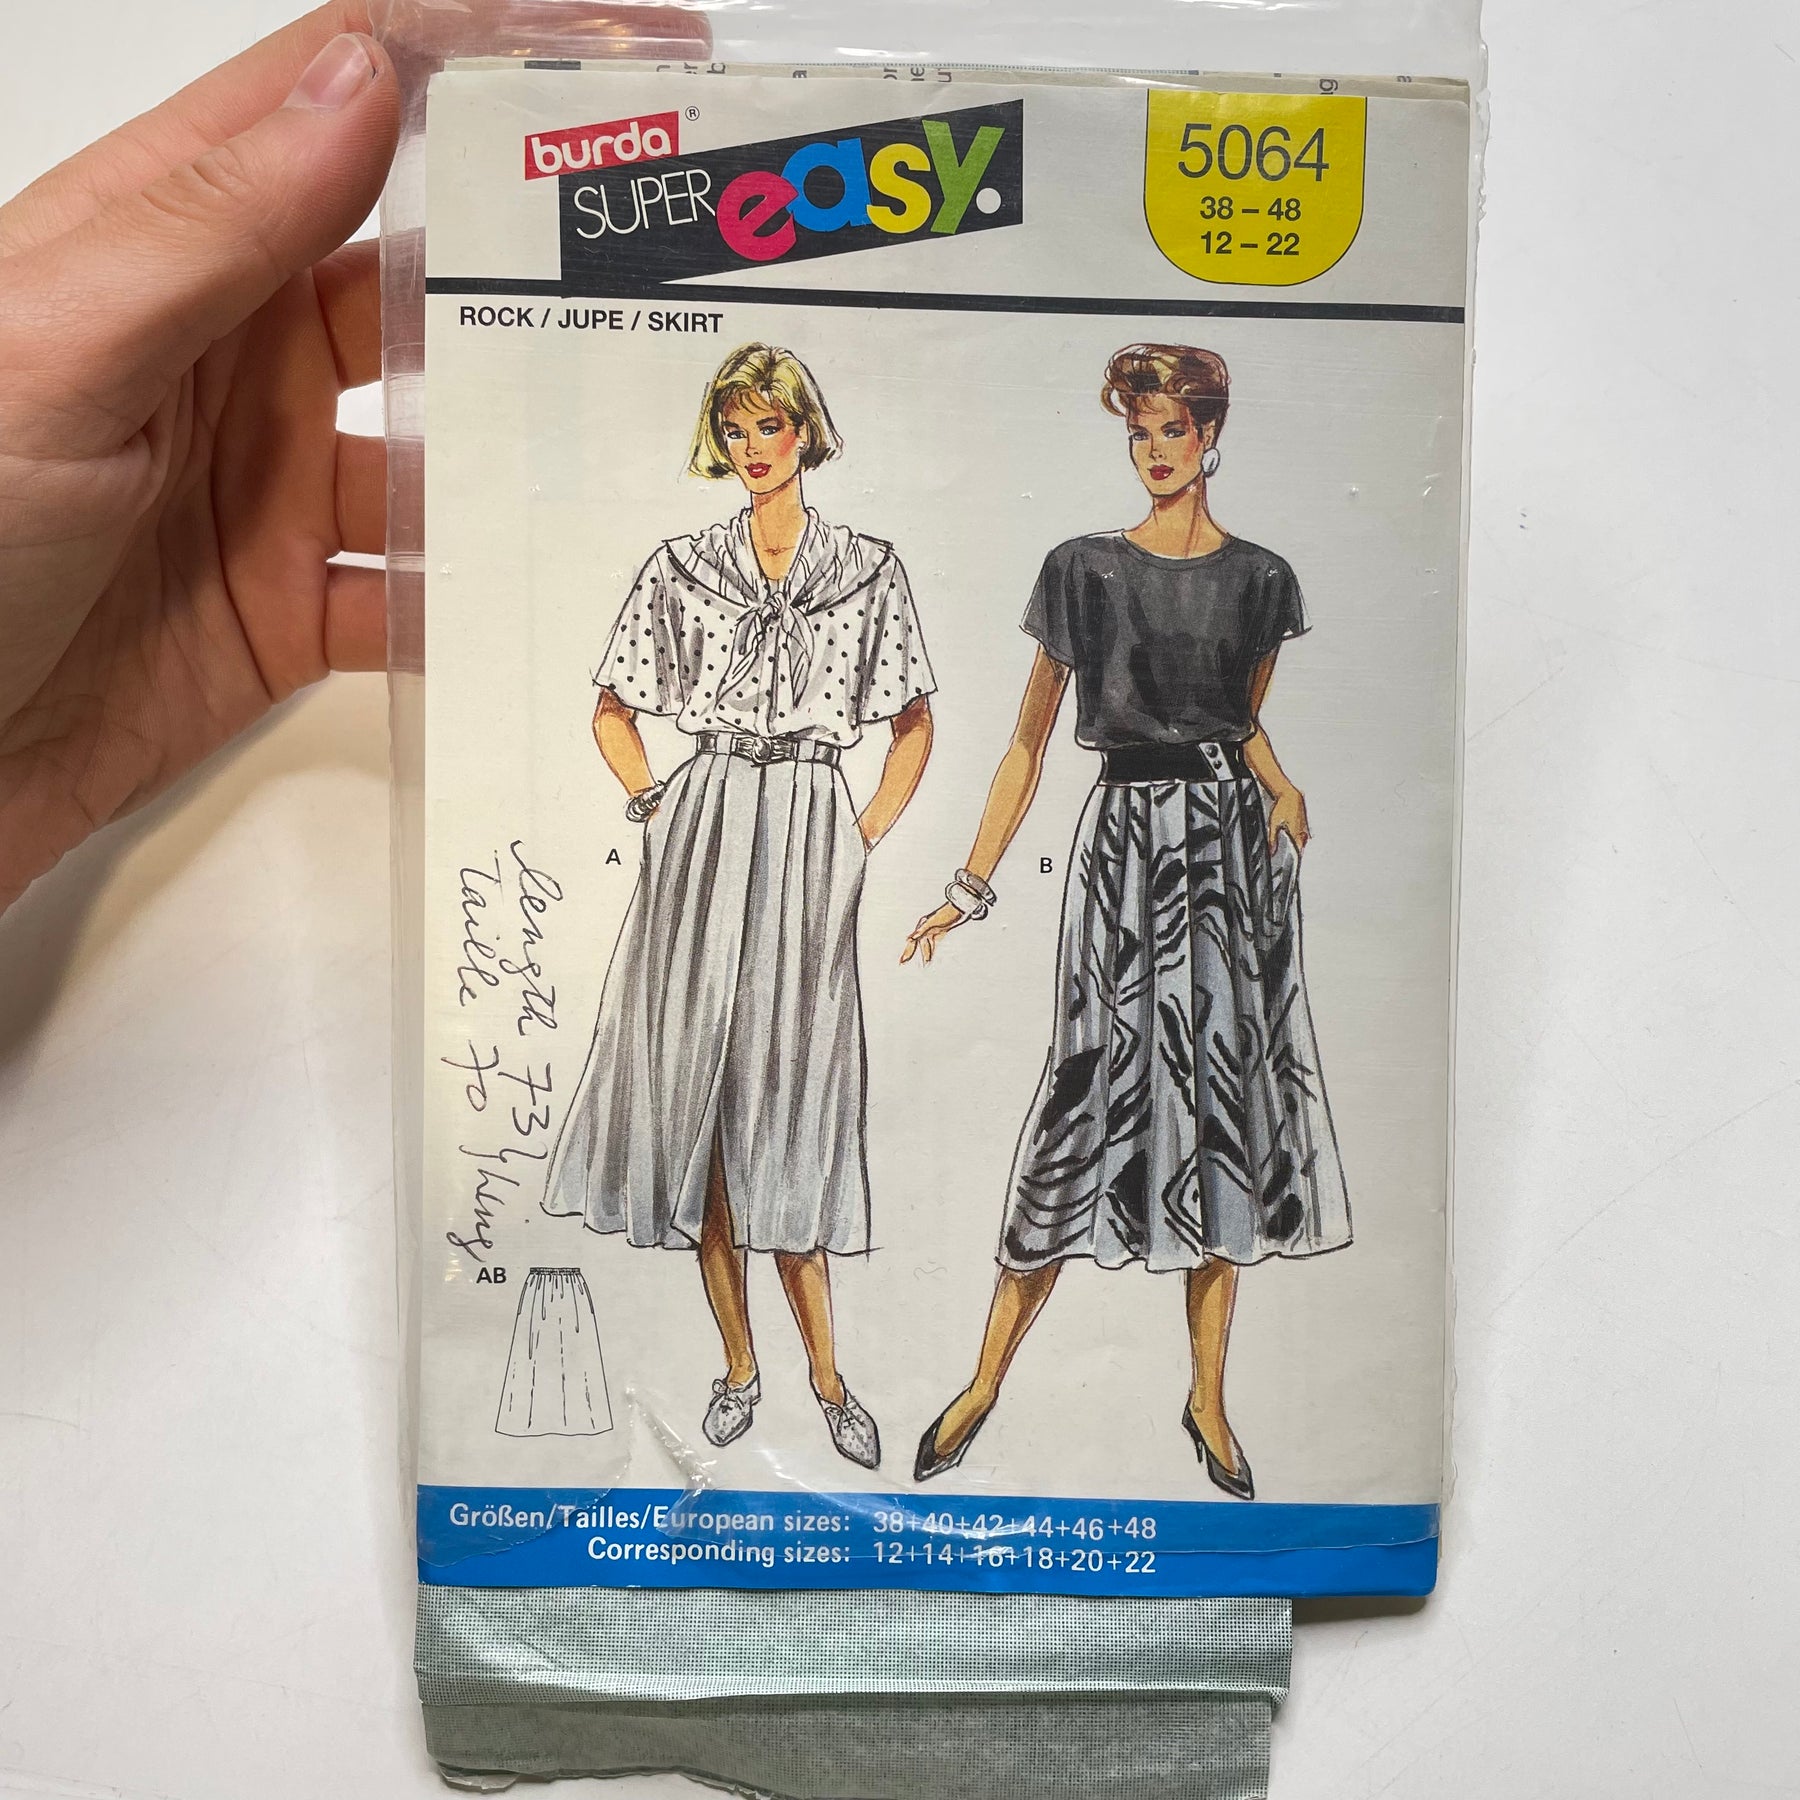 burda ®
SUPER easy.
5064
38 – 48
12 – 22
ROCK / JUPE / SKIRT
A
B
length 73
Taille 70
AB
Größen/Tailles/European sizes: 38+40+42+44+46+48
Corresponding sizes: 12+14+16+18+20+22